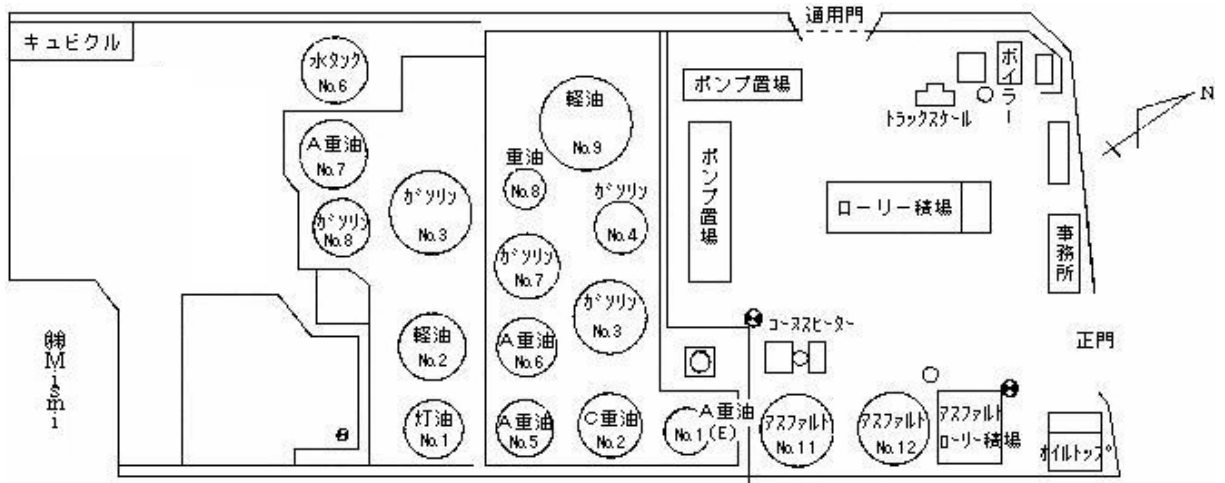 通用門
キュビクル
水タンク
No.6
ボイラー
ポンプ置場
軽油
No.9
トラックスケール
N
A重油
No.7
重油
No.8
ガソリン
No.3
ガソリン
No.4
ポンプ置場
ローリー積場
ガソリン
No.8
事務所
ガソリン
No.7
ガソリン
No.3
コースヒーター
正門
㈱Misumi
軽油
No.2
A重油
No.6
灯油
No.1
A重油
No.5
C重油
No.2
A重油
No.1(E)
アスファルト
No.11
アスファルト
No.12
アスファルト
ローリー積場
オイルトップ